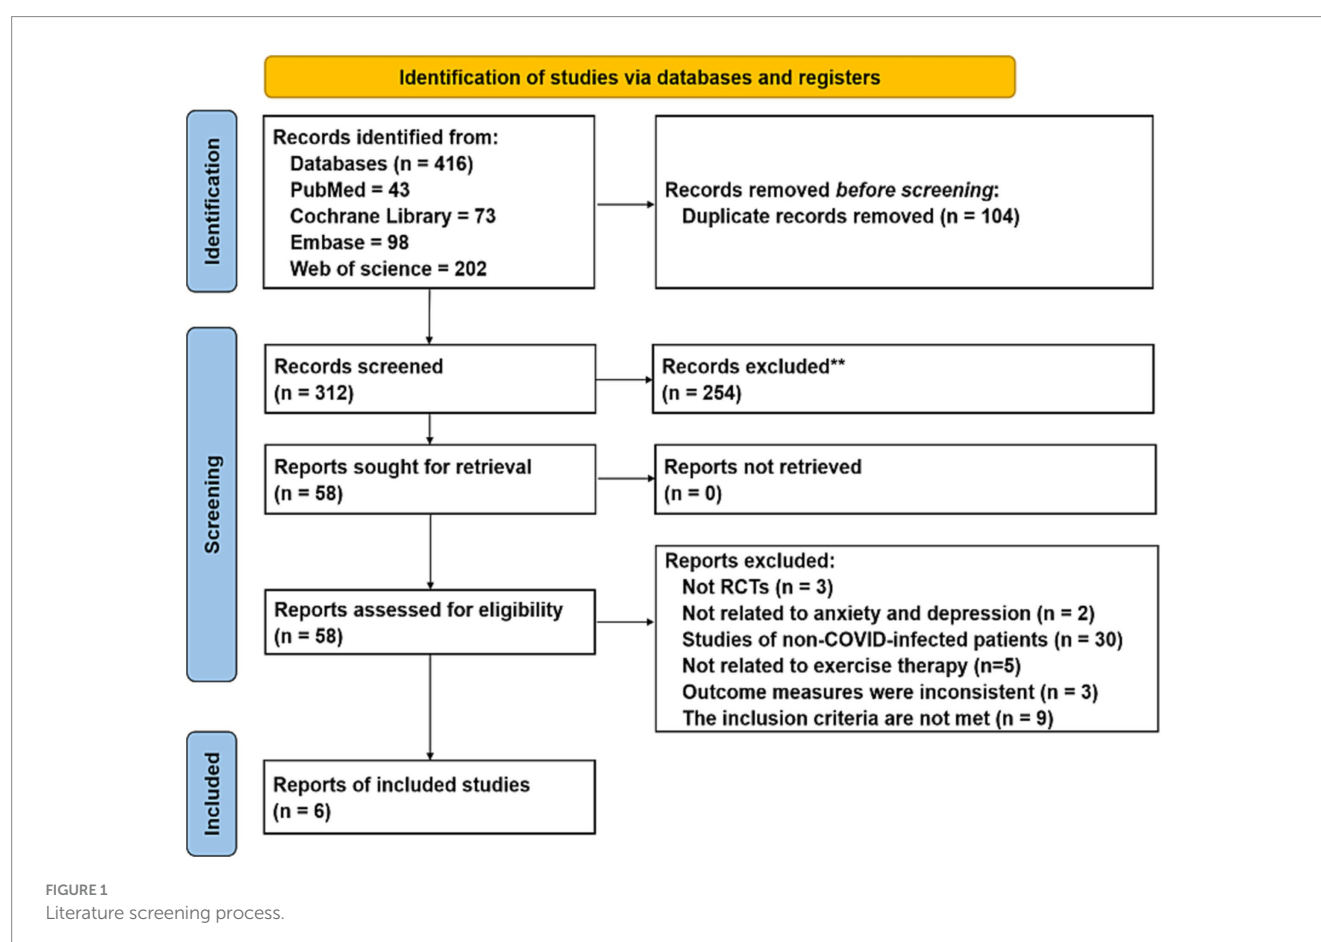 Identification of studies via databases and registers
Identification
Records identified from:
Databases (n = 416)
PubMed = 43
Cochrane Library = 73
Embase = 98
Web of science = 202
Records removed before screening:
Duplicate records removed (n = 104)
Screening
Records screened
(n = 312)
Records excluded**
(n = 254)
Reports sought for retrieval
(n = 58)
Reports not retrieved
(n = 0)
Reports assessed for eligibility
(n = 58)
Reports excluded:
Not RCTs (n = 3)
Not related to anxiety and depression (n = 2)
Studies of non-COVID-infected patients (n = 30)
Not related to exercise therapy (n=5)
Outcome measures were inconsistent (n = 3)
The inclusion criteria are not met (n = 9)
Included
Reports of included studies
(n = 6)
FIGURE 1
Literature screening process.